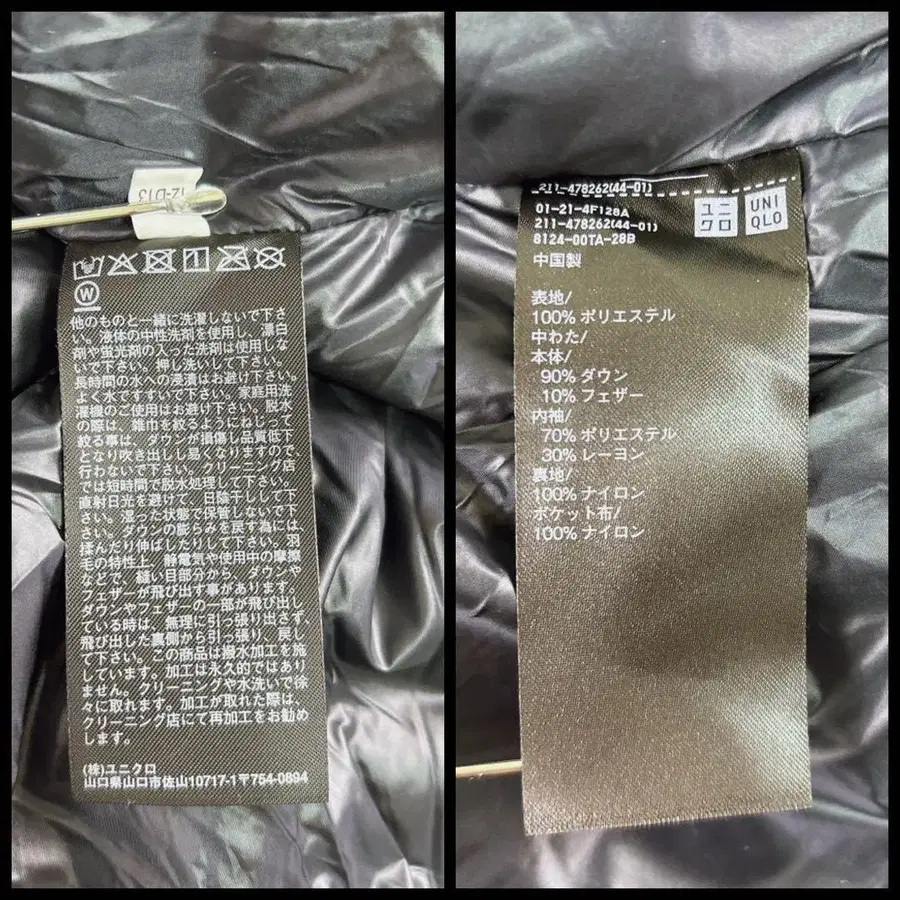 12-D13
W
他のものと一緒に洗濯しないで下さ
い。液体の中性洗剤を使用し、漂白
剤や蛍光剤の入った洗剤は使用しな
いで下さい。押し洗いして下さい。
長時間の水への浸漬はお避け下さい。
よく水ですすいで下さい。家庭用洗
濯機のご使用はお避け下さい。脱水
の際は、雑巾を絞るようにねじって
絞る事は、ダウンが損傷し品質低下
となり吹き出しし易くなりますので
行わないで下さい。クリーニング店
では短時間で脱水処理して下さい。
直射日光を避けて、日陰干しして下
さい。湿った状態で保管しないで下
さい。ダウンの膨らみを戻す為には
揉んだり伸ばしたりして下さい。羽
毛の特性上、静電気や使用中の摩擦
などで、縫い目部分から、ダウンや
フェザーが飛び出す事があります。
ダウンやフェザーの一部が飛び出し
ている時は、無理に引っ張り出さず、
飛び出した裏側から引っ張り、戻し
て下さい。この商品は撥水加工を施
しています。加工は永久的ではあり
ません。クリーニングや水洗いで徐
々に取れます。加工が取れた際は、
クリーニング店にて再加工をお勧め
します。
(株)ユニクロ
山口県山口市佐山10717-1〒754-0894
211-478262(44-01)
01-21-4F128A
211-478262(44-01)
8124-00TA-28B
中国製
ユニ
クロ
UNI
QLO
表地/
100% ポリエステル
中わた/
本体/
90% ダウン
10% フェザー
内袖/
70% ポリエステル
30% レーヨン
裏地/
100% ナイロン
ポケット布/
100% ナイロン